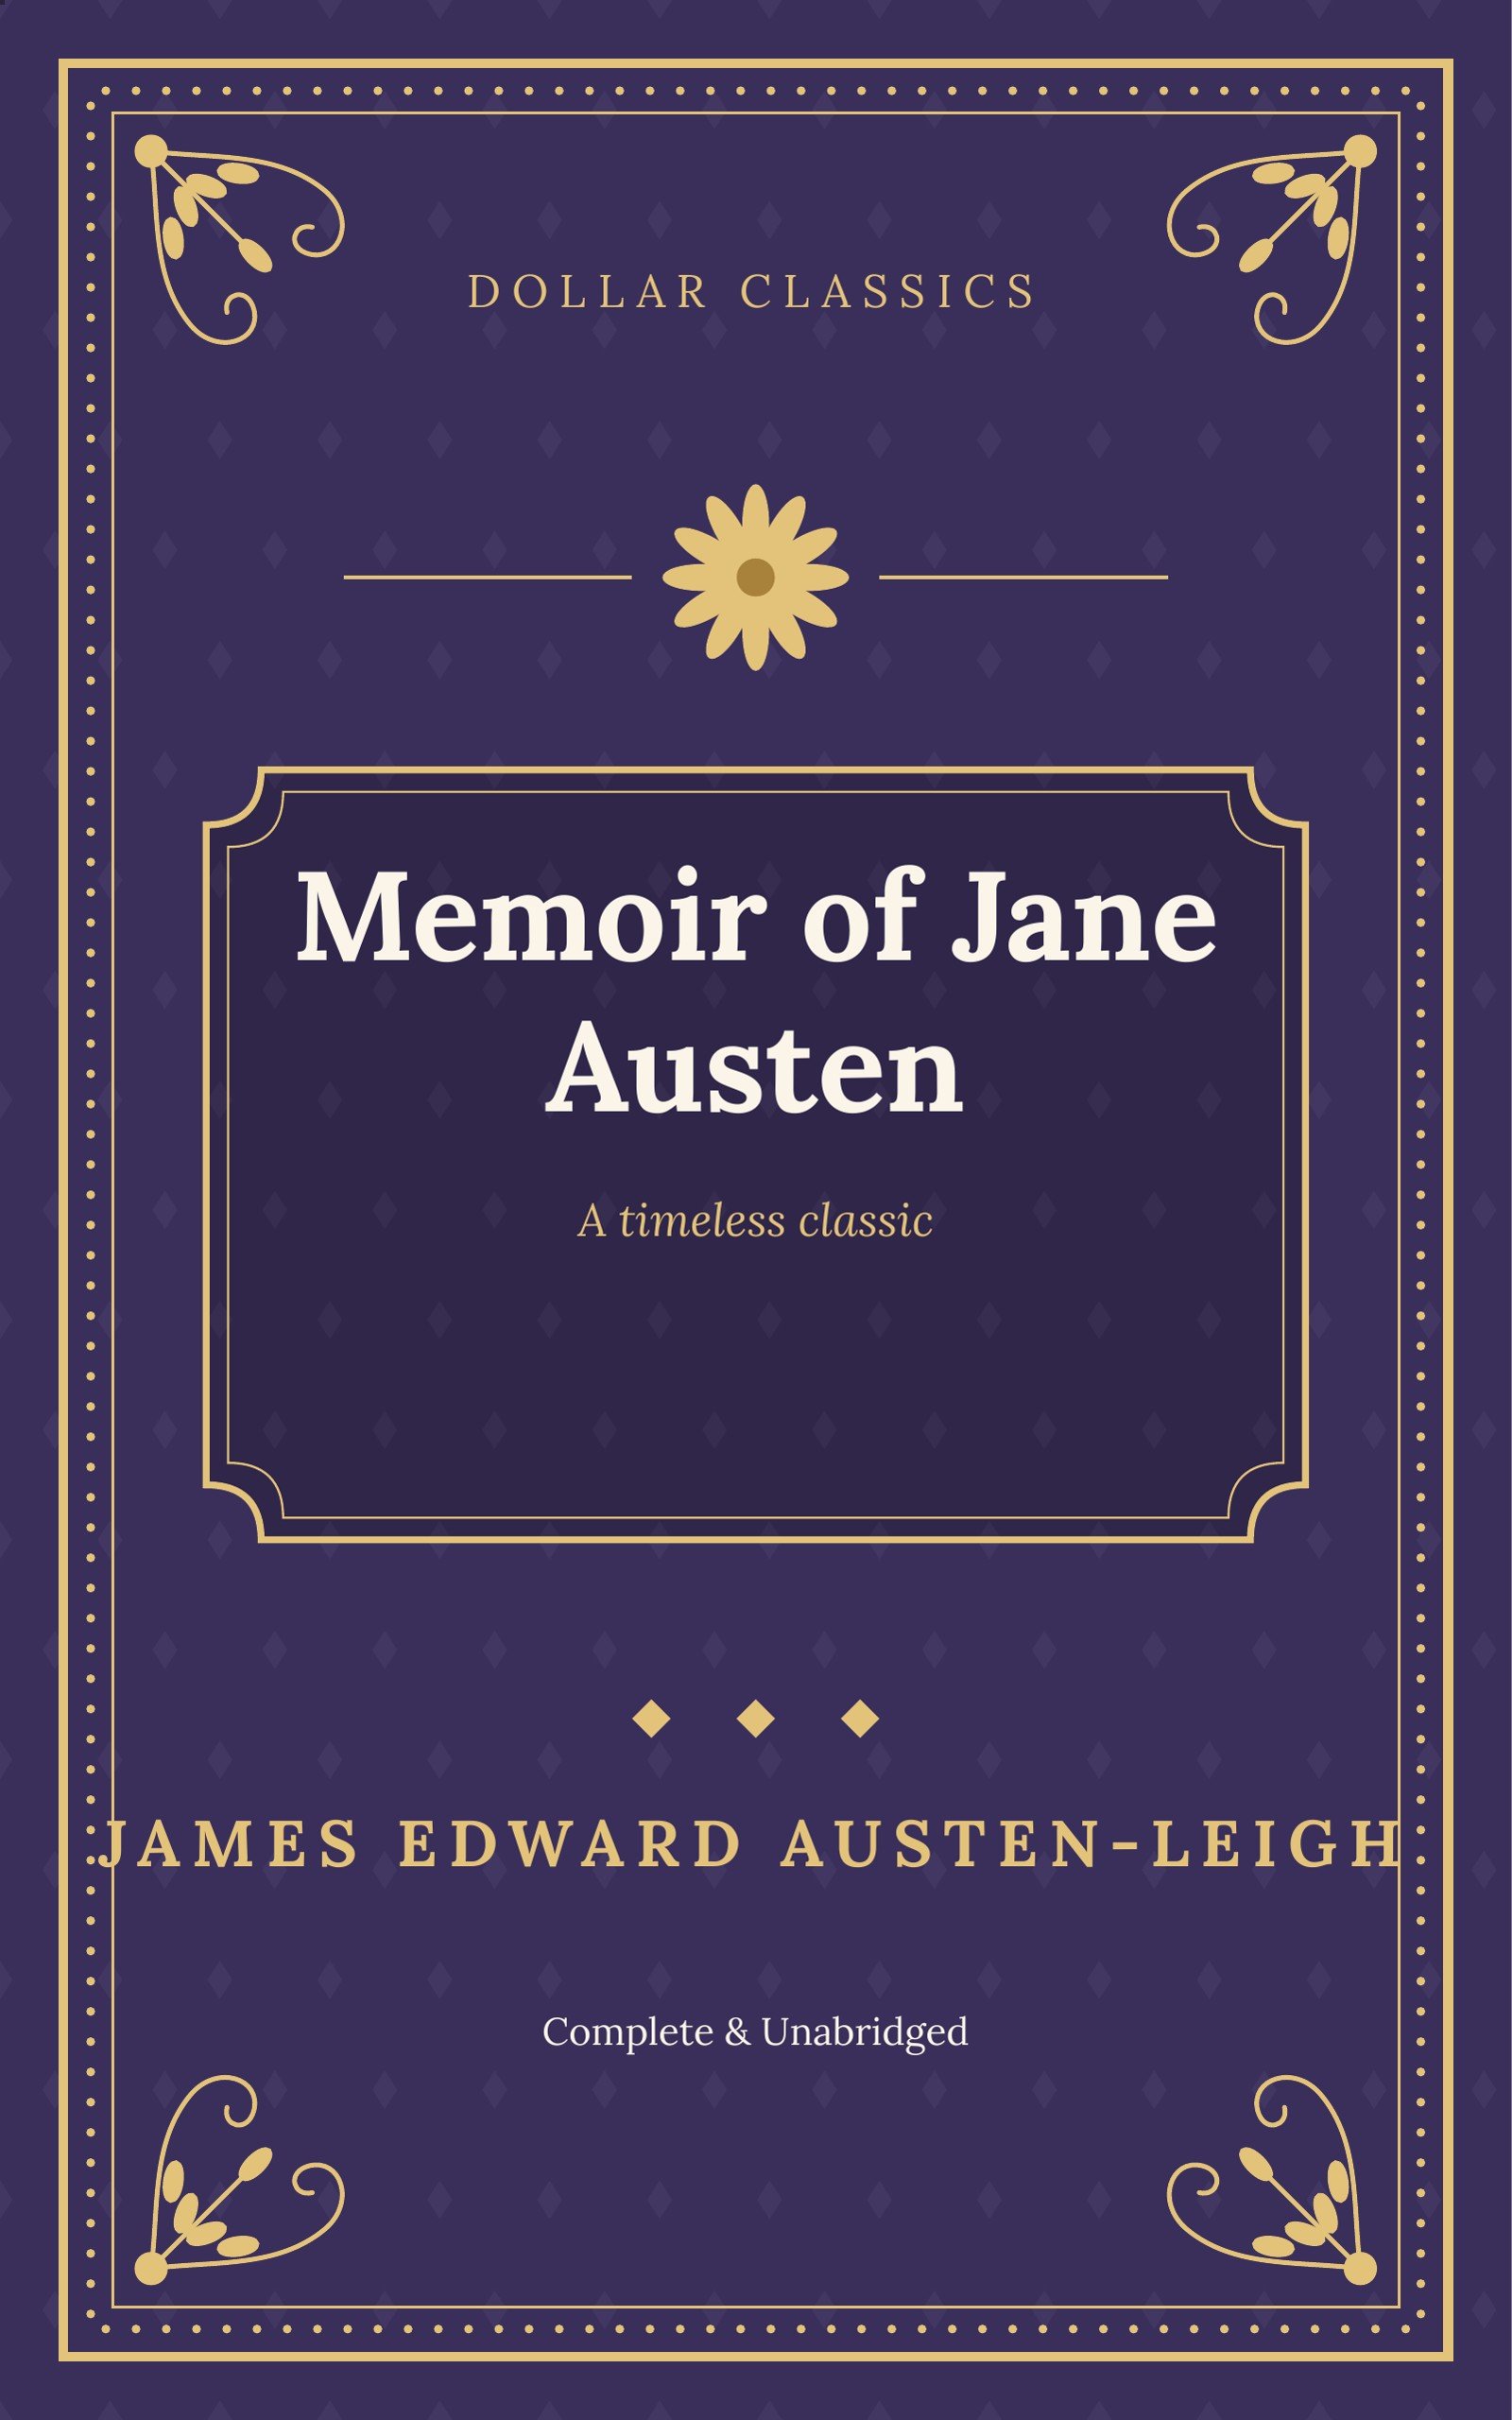 DOLLAR CLASSICS
Memoir of Jane
Austen
A timeless classic
JAMES EDWARD AUSTEN-LEIGH
Complete & Unabridged